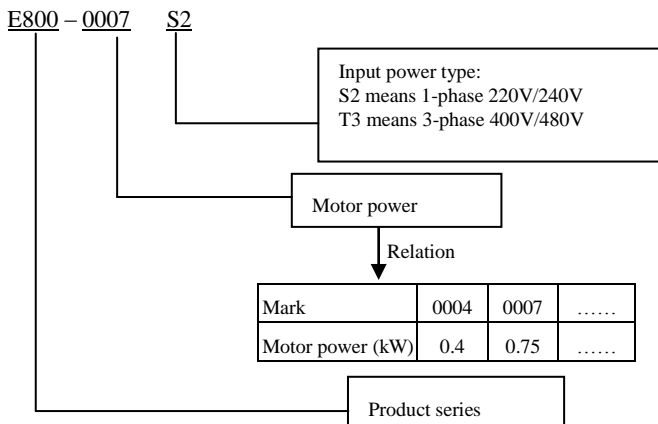 E800 – 0007 S2
Input power type:
S2 means 1-phase 220V/240V
T3 means 3-phase 400V/480V
Motor power
Relation
Mark 0004 0007 ……
Motor power (kW) 0.4 0.75 ……
Product series